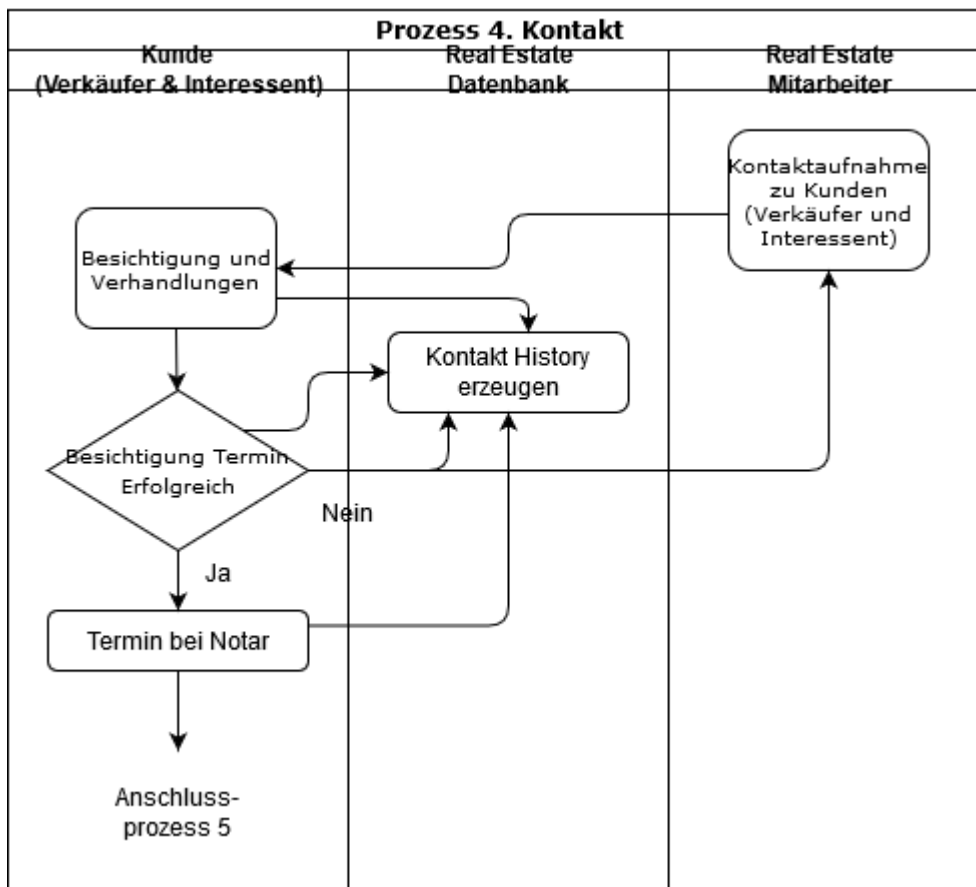 Prozess 4. Kontakt
Kunde
(Verkäufer & Interessent)
Real Estate
Datenbank
Real Estate
Mitarbeiter
Kontaktaufnahme
zu Kunden
(Verkäufer und
Interessent)
Besichtigung und
Verhandlungen
Kontakt History
erzeugen
Besichtigung Termin
Erfolgreich
Nein
Ja
Termin bei Notar
Anschluss-
prozess 5